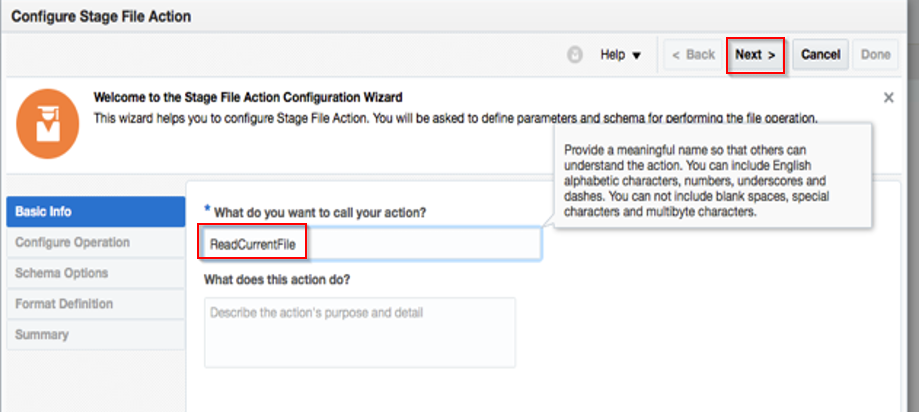 Configure Stage File Action
Help
< Back
Next >
Cancel
Done
Welcome to the Stage File Action Configuration Wizard
This wizard helps you to configure Stage File Action. You will be asked to define parameters and schema for performing the file operation.
Provide a meaningful name so that others can
understand the action. You can include English
alphabetic characters, numbers, underscores and
dashes. You can not include blank spaces, special
characters and multibyte characters.
Basic Info
Configure Operation
Schema Options
Format Definition
Summary
* What do you want to call your action?
ReadCurrentFile
What does this action do?
Describe the action's purpose and detail